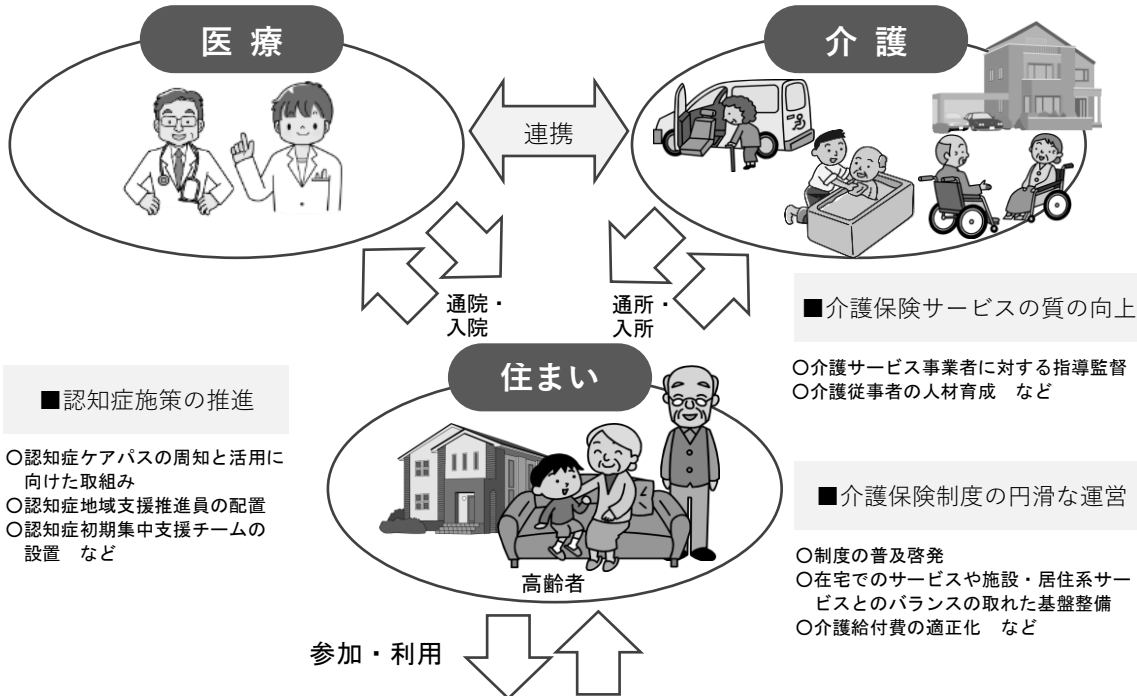 医療
介護
連携
通院・
入院
通所・
入所
■介護保険サービスの質の向上
〇介護サービス事業者に対する指導監督
〇介護従事者の人材育成　など
住まい
■認知症施策の推進
〇認知症ケアパスの周知と活用に
向けた取組み
〇認知症地域支援推進員の配置
〇認知症初期集中支援チームの
設置　など
高齢者
■介護保険制度の円滑な運営
〇制度の普及啓発
〇在宅でのサービスや施設・居住系サー
ビスとのバランスの取れた基盤整備
〇介護給付費の適正化　など
参加・利用